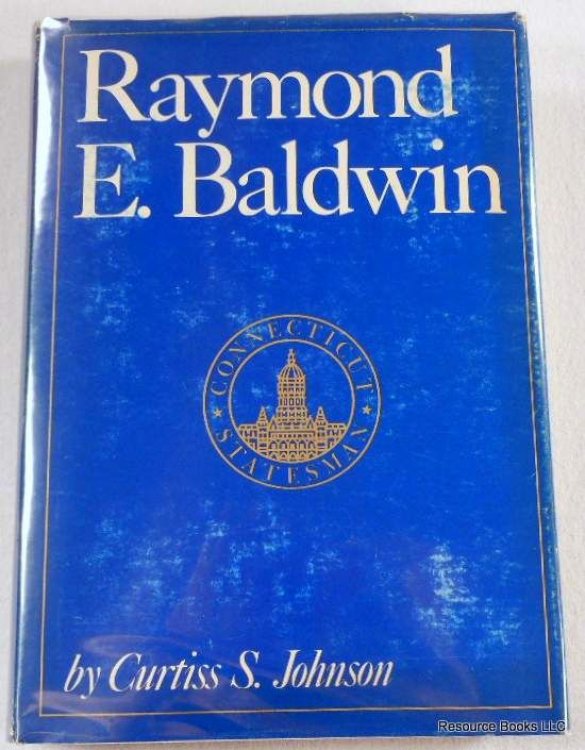 Raymond
E. Baldwin
CONNECTICUT
STATESMAN
by Curtiss S. Johnson
Resource Books LLC